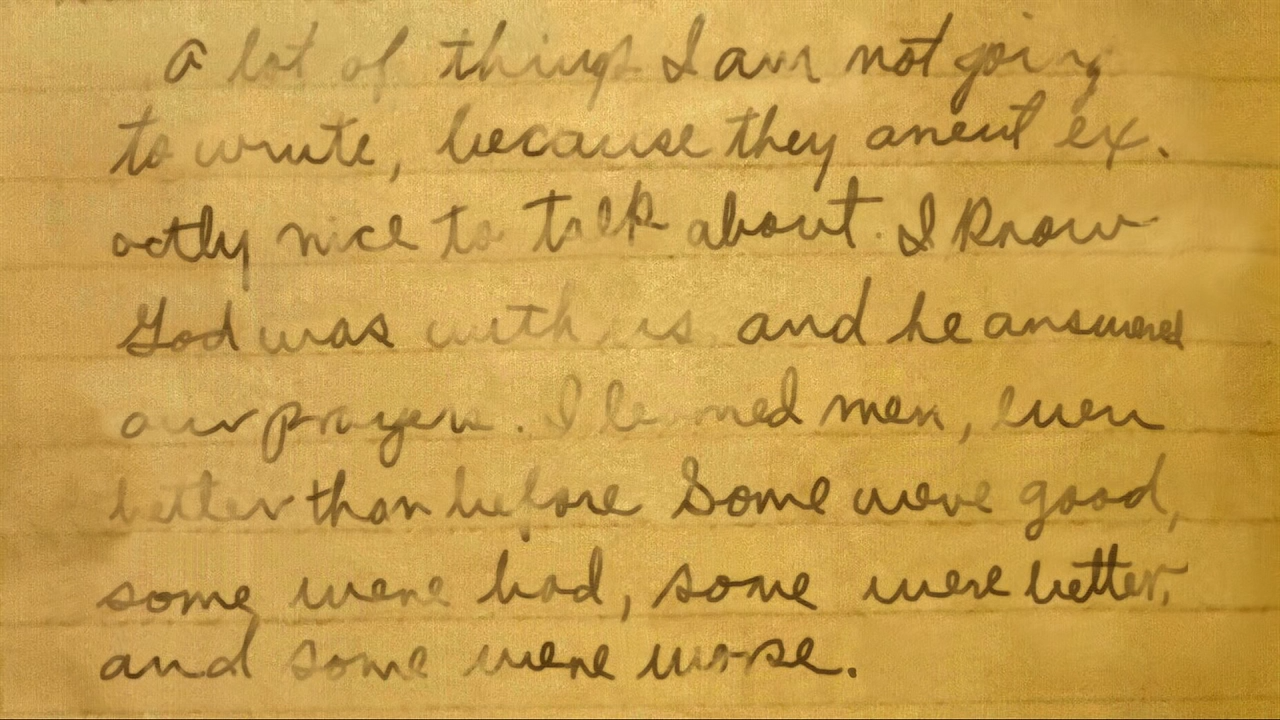 a lot of things I am not going
to write, because they arent ex-
actly nice to talk about. I know
God was with us and he answered
our prayers. I learned men, even
better than before Some were good,
some were bad, some were better,
and some were worse.